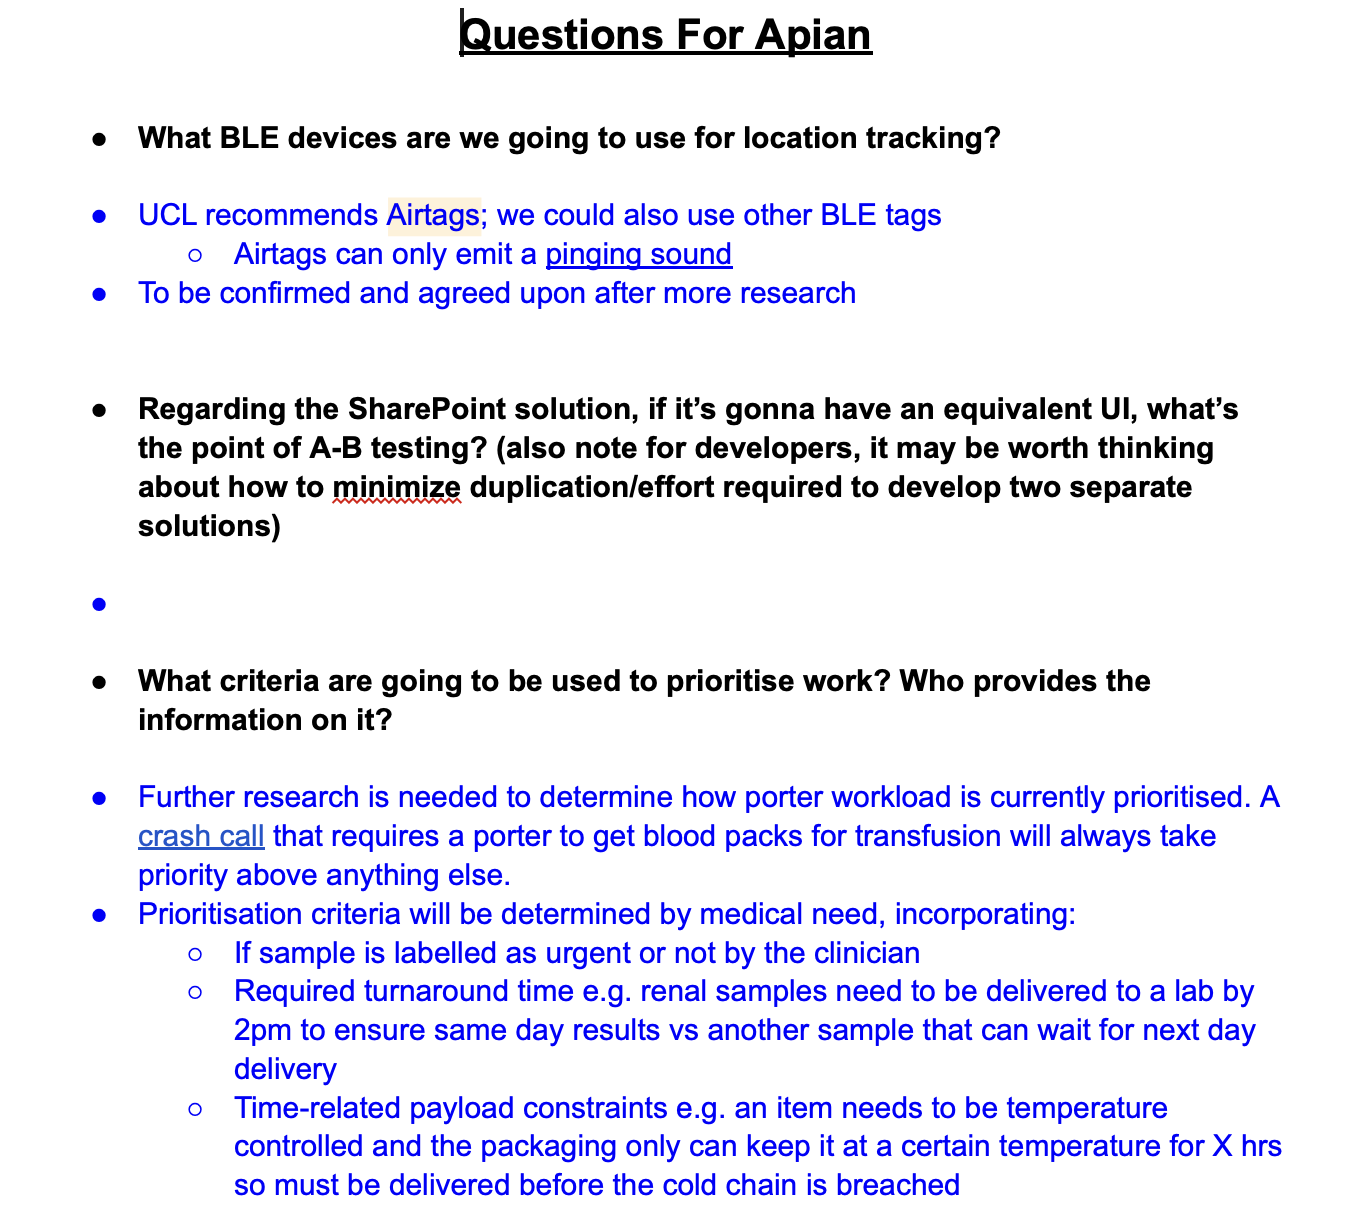 Questions For Apian
● What BLE devices are we going to use for location tracking?
● UCL recommends Airtags; we could also use other BLE tags
○ Airtags can only emit a pinging sound
● To be confirmed and agreed upon after more research
● Regarding the SharePoint solution, if it’s gonna have an equivalent UI, what’s
the point of A-B testing? (also note for developers, it may be worth thinking
about how to minimize duplication/effort required to develop two separate
solutions)
●
● What criteria are going to be used to prioritise work? Who provides the
information on it?
● Further research is needed to determine how porter workload is currently prioritised. A
crash call that requires a porter to get blood packs for transfusion will always take
priority above anything else.
● Prioritisation criteria will be determined by medical need, incorporating:
○ If sample is labelled as urgent or not by the clinician
○ Required turnaround time e.g. renal samples need to be delivered to a lab by
2pm to ensure same day results vs another sample that can wait for next day
delivery
○ Time-related payload constraints e.g. an item needs to be temperature
controlled and the packaging only can keep it at a certain temperature for X hrs
so must be delivered before the cold chain is breached